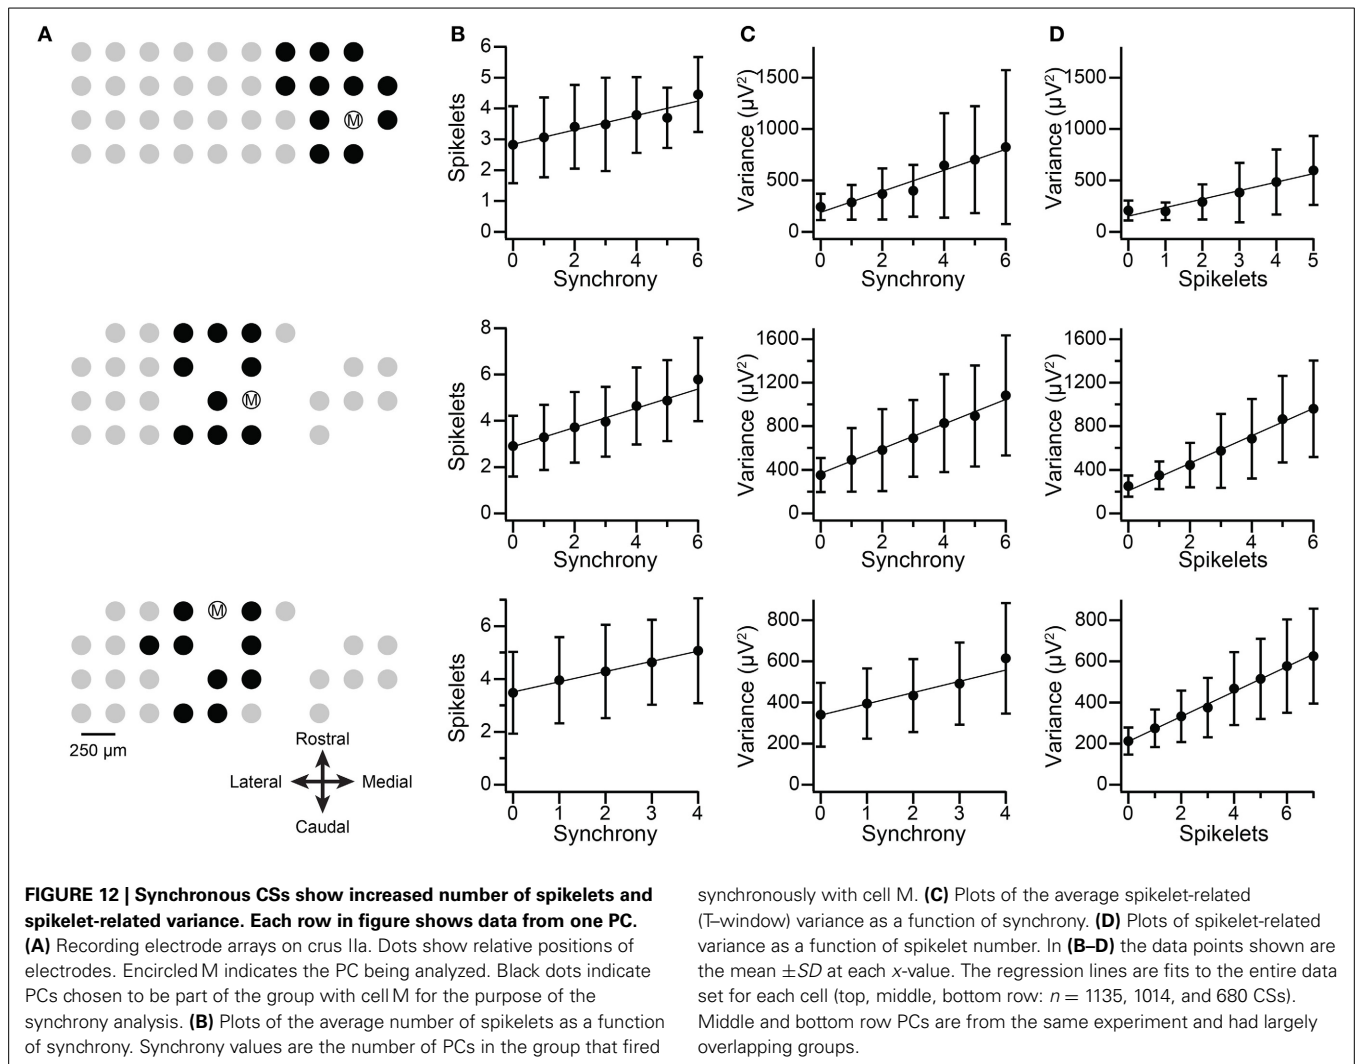 A
B
C
D
M
6
5
4
3
2
1
0
Spikelets
0 2 4 6
Synchrony
1500
1000
500
0
Variance (µV²)
0 2 4 6
Synchrony
1500
1000
500
0
Variance (µV²)
0 1 2 3 4 5
Spikelets
M
8
6
4
2
0
Spikelets
0 2 4 6
Synchrony
1600
1200
800
400
0
Variance (µV²)
0 2 4 6
Synchrony
1600
1200
800
400
0
Variance (µV²)
0 2 4 6
Spikelets
M
250 µm
Rostral
Lateral
Medial
Caudal
6
4
2
0
Spikelets
0 1 2 3 4
Synchrony
800
600
400
200
0
Variance (µV²)
0 1 2 3 4
Synchrony
800
600
400
200
0
Variance (µV²)
0 2 4 6
Spikelets
FIGURE 12 | Synchronous CSs show increased number of spikelets and
spikelet-related variance. Each row in figure shows data from one PC.
(A) Recording electrode arrays on crus IIa. Dots show relative positions of
electrodes. Encircled M indicates the PC being analyzed. Black dots indicate
PCs chosen to be part of the group with cell M for the purpose of the
synchrony analysis. (B) Plots of the average number of spikelets as a function
of synchrony. Synchrony values are the number of PCs in the group that fired
synchronously with cell M. (C) Plots of the average spikelet-related
(T–window) variance as a function of synchrony. (D) Plots of spikelet-related
variance as a function of spikelet number. In (B–D) the data points shown are
the mean ±SD at each x-value. The regression lines are fits to the entire data
set for each cell (top, middle, bottom row: n = 1135, 1014, and 680 CSs).
Middle and bottom row PCs are from the same experiment and had largely
overlapping groups.